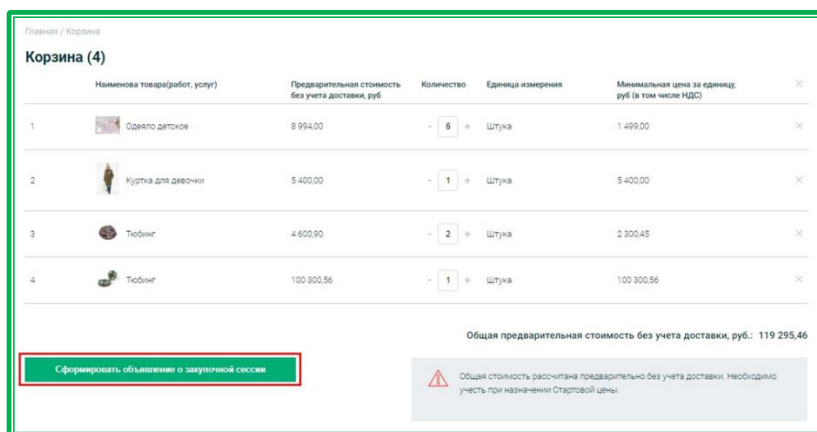 Главная / Корзина
Корзина (4)
Наименова товара(работ, услуг) Предварительная стоимость Количество Единица измерения Минимальная цена за единицу, ×
без учета доставки, руб руб (в том числе НДС)
1 Одеяло детское 8 994,00 - 6 + Штука 1 499,00 ×
2 Куртка для девочки 5 400,00 - 1 + Штука 5 400,00 ×
3 Тюбинг 4 600,90 - 2 + Штука 2 300,45 ×
4 Тюбинг 100 300,56 - 1 + Штука 100 300,56 ×
Общая предварительная стоимость без учета доставки, руб.: 119 295,46
Сформировать объявление о закупочной сессии
Общая стоимость рассчитана предварительно без учета доставки. Необходимо
учесть при назначении Стартовой цены.